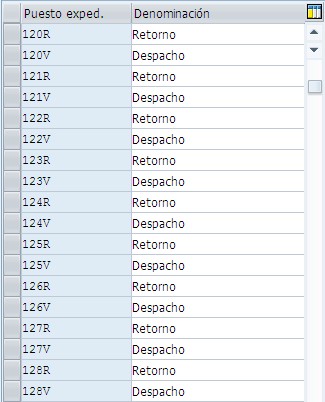 Puesto exped. Denominación
120R Retorno
120V Despacho
121R Retorno
121V Despacho
122R Retorno
122V Despacho
123R Retorno
123V Despacho
124R Retorno
124V Despacho
125R Retorno
125V Despacho
126R Retorno
126V Despacho
127R Retorno
127V Despacho
128R Retorno
128V Despacho